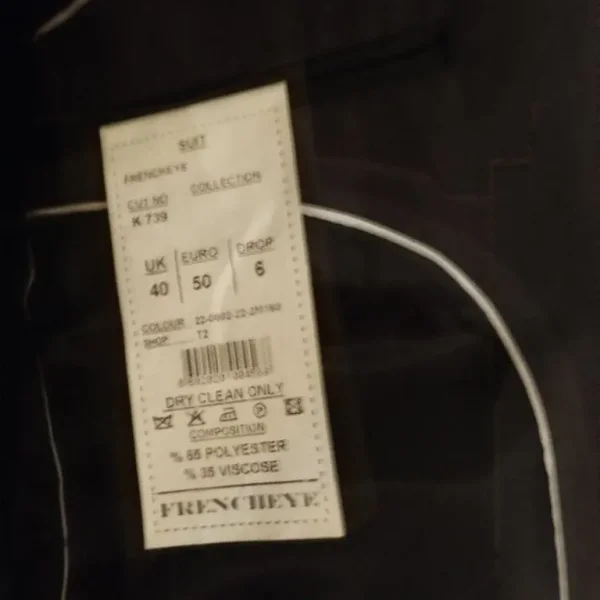 SUIT
FRENCHEYE
COLLECTION
CUT NO
K 739
UK EURO DROP
40 50 6
COLOUR
SHOP T2
DRY CLEAN ONLY
COMPOSITION
% 65 POLYESTER
% 35 VISCOSE
FRENCHEYE